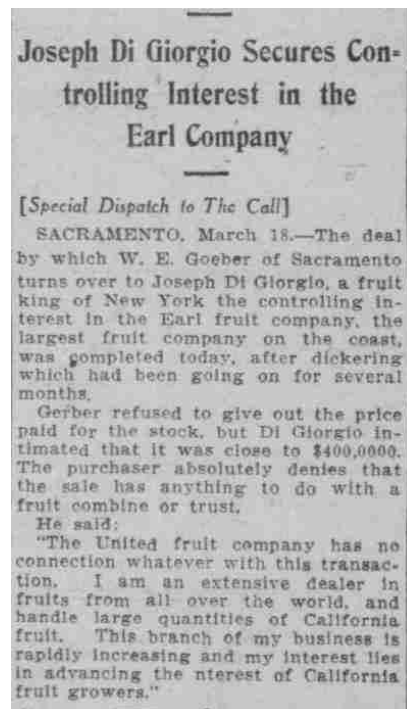 Joseph Di Giorgio Secures Con-
trolling Interest in the
Earl Company
[Special Dispatch to The Call]
SACRAMENTO, March 18.—The deal
by which W. E. Goeber of Sacramento
turns over to Joseph Di Giorgio, a fruit
king of New York the controlling in-
terest in the Earl fruit company, the
largest fruit company on the coast,
was completed today, after dickering
which had been going on for several
months.
Gerber refused to give out the price
paid for the stock, but Di Giorgio in-
timated that it was close to $400,0000.
The purchaser absolutely denies that
the sale has anything to do with a
fruit combine or trust.
He said:
"The United fruit company has no
connection whatever with this transac-
tion. I am an extensive dealer in
fruits from all over the world, and
handle large quantities of California
fruit. This branch of my business is
rapidly increasing and my interest lies
in advancing the nterest of California
fruit growers."